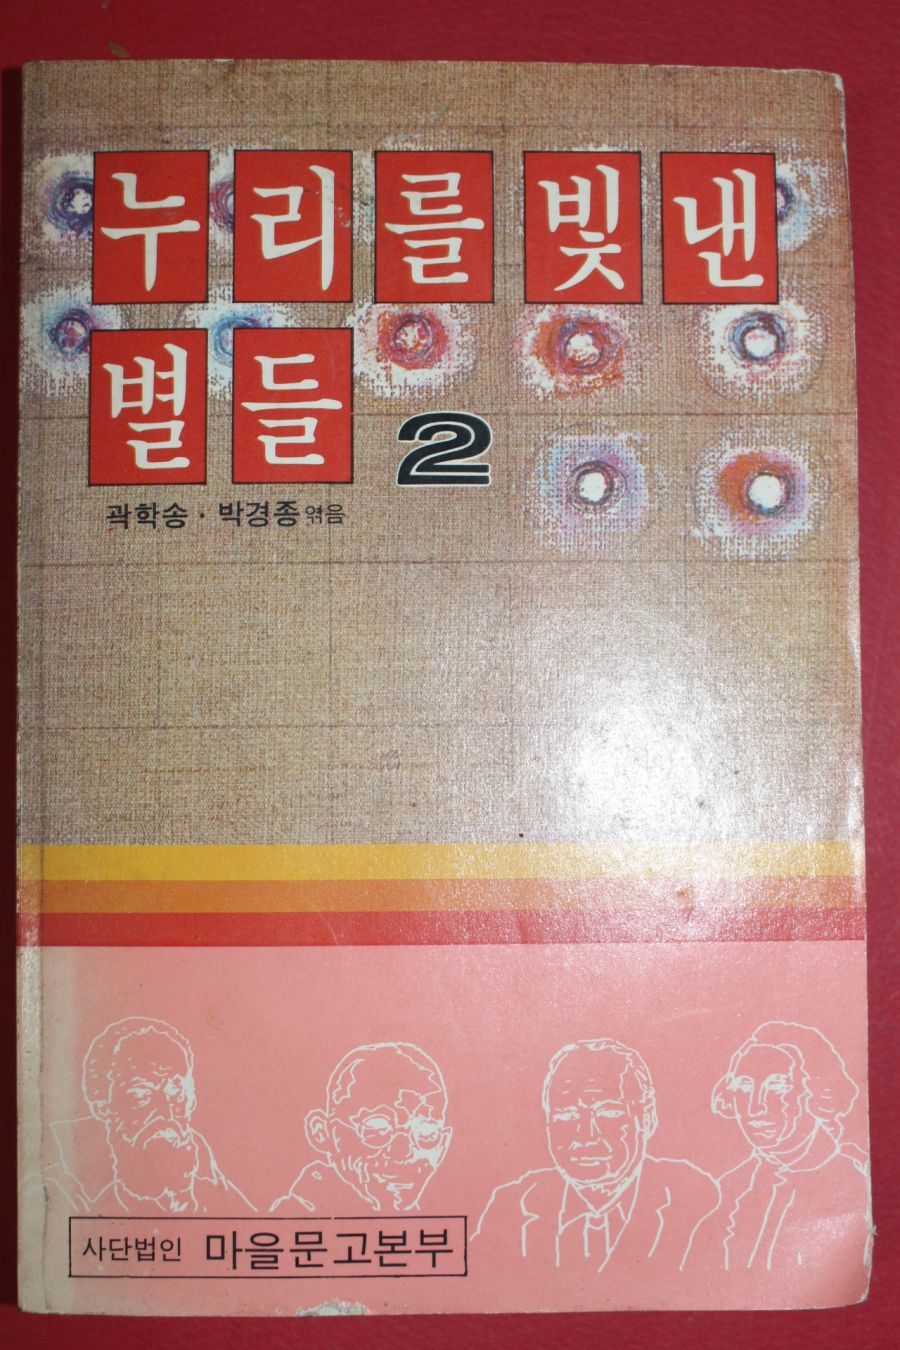 누리를빛낸
별들 2
곽학송 · 박경종 엮음
사단법인 마을문고본부